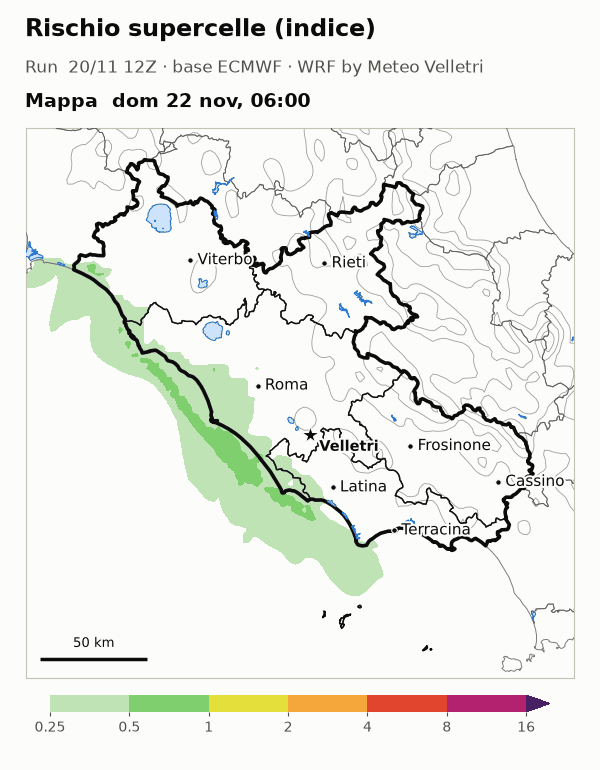 Rischio supercelle (indice)
Run 20/11 12Z · base ECMWF · WRF by Meteo Velletri
Mappa dom 22 nov, 06:00
Viterbo
Rieti
Roma
Velletri
Frosinone
Cassino
Latina
Terracina
50 km
0.25 0.5 1 2 4 8 16